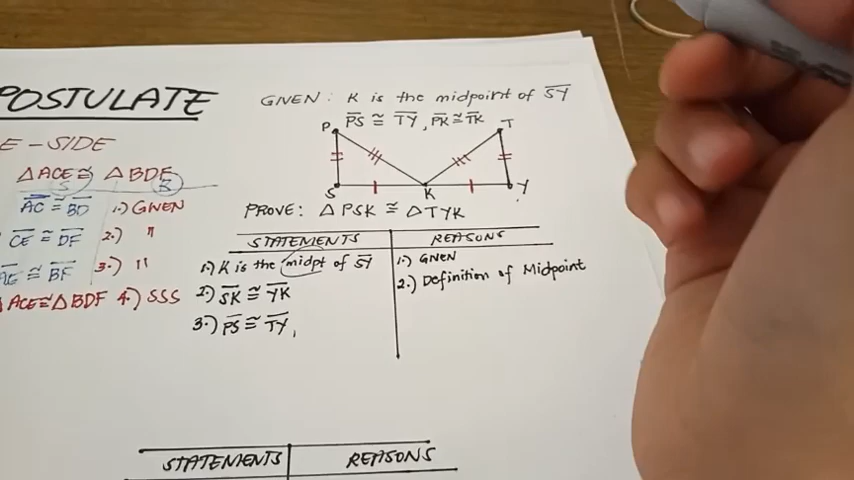 POSTULATE
E-SIDE
△ACE ≅ △BDF
AC ≅ BD 1.) GIVEN
CE ≅ DF 2.) "
AE ≅ BF 3.) "
△ACE ≅ △BDF 4.) SSS
GIVEN: K is the midpoint of SY
PS ≅ TY, PK ≅ TK
P T
S K Y
PROVE: △PSK ≅ △TYK
STATEMENTS REASONS
1.) K is the midpt of SY 1.) GIVEN
2.) SK ≅ YK 2.) Definition of Midpoint
3.) PS ≅ TY,
STATEMENTS REASONS